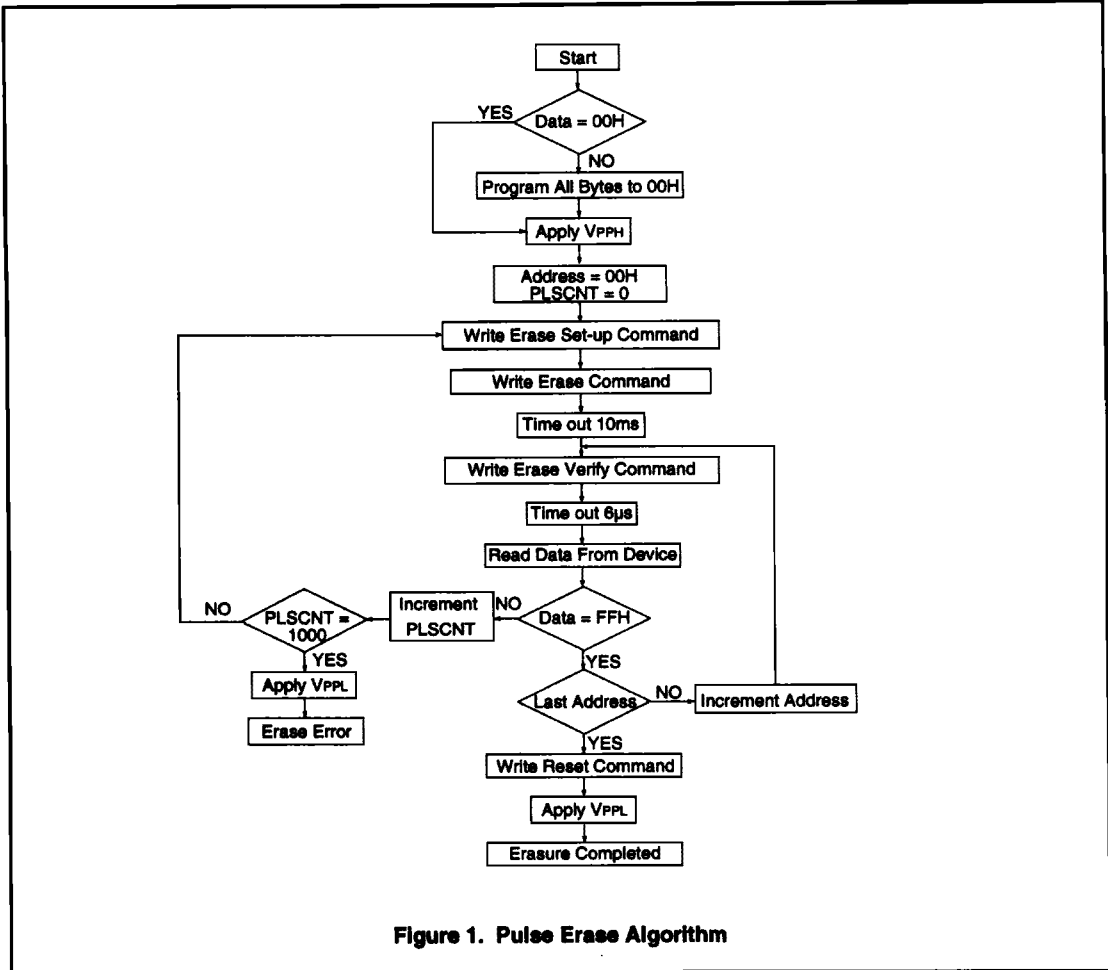 Start
YES
Data = 00H
NO
Program All Bytes to 00H
Apply VPPH
Address = 00H
PLSCNT = 0
Write Erase Set-up Command
Write Erase Command
Time out 10ms
Write Erase Verify Command
Time out 6µs
Read Data From Device
NO
PLSCNT =
1000
Increment
PLSCNT
NO
Data = FFH
YES
YES
Apply VPPL
Last Address
NO
Increment Address
Erase Error
YES
Write Reset Command
Apply VPPL
Erasure Completed
Figure 1. Pulse Erase Algorithm